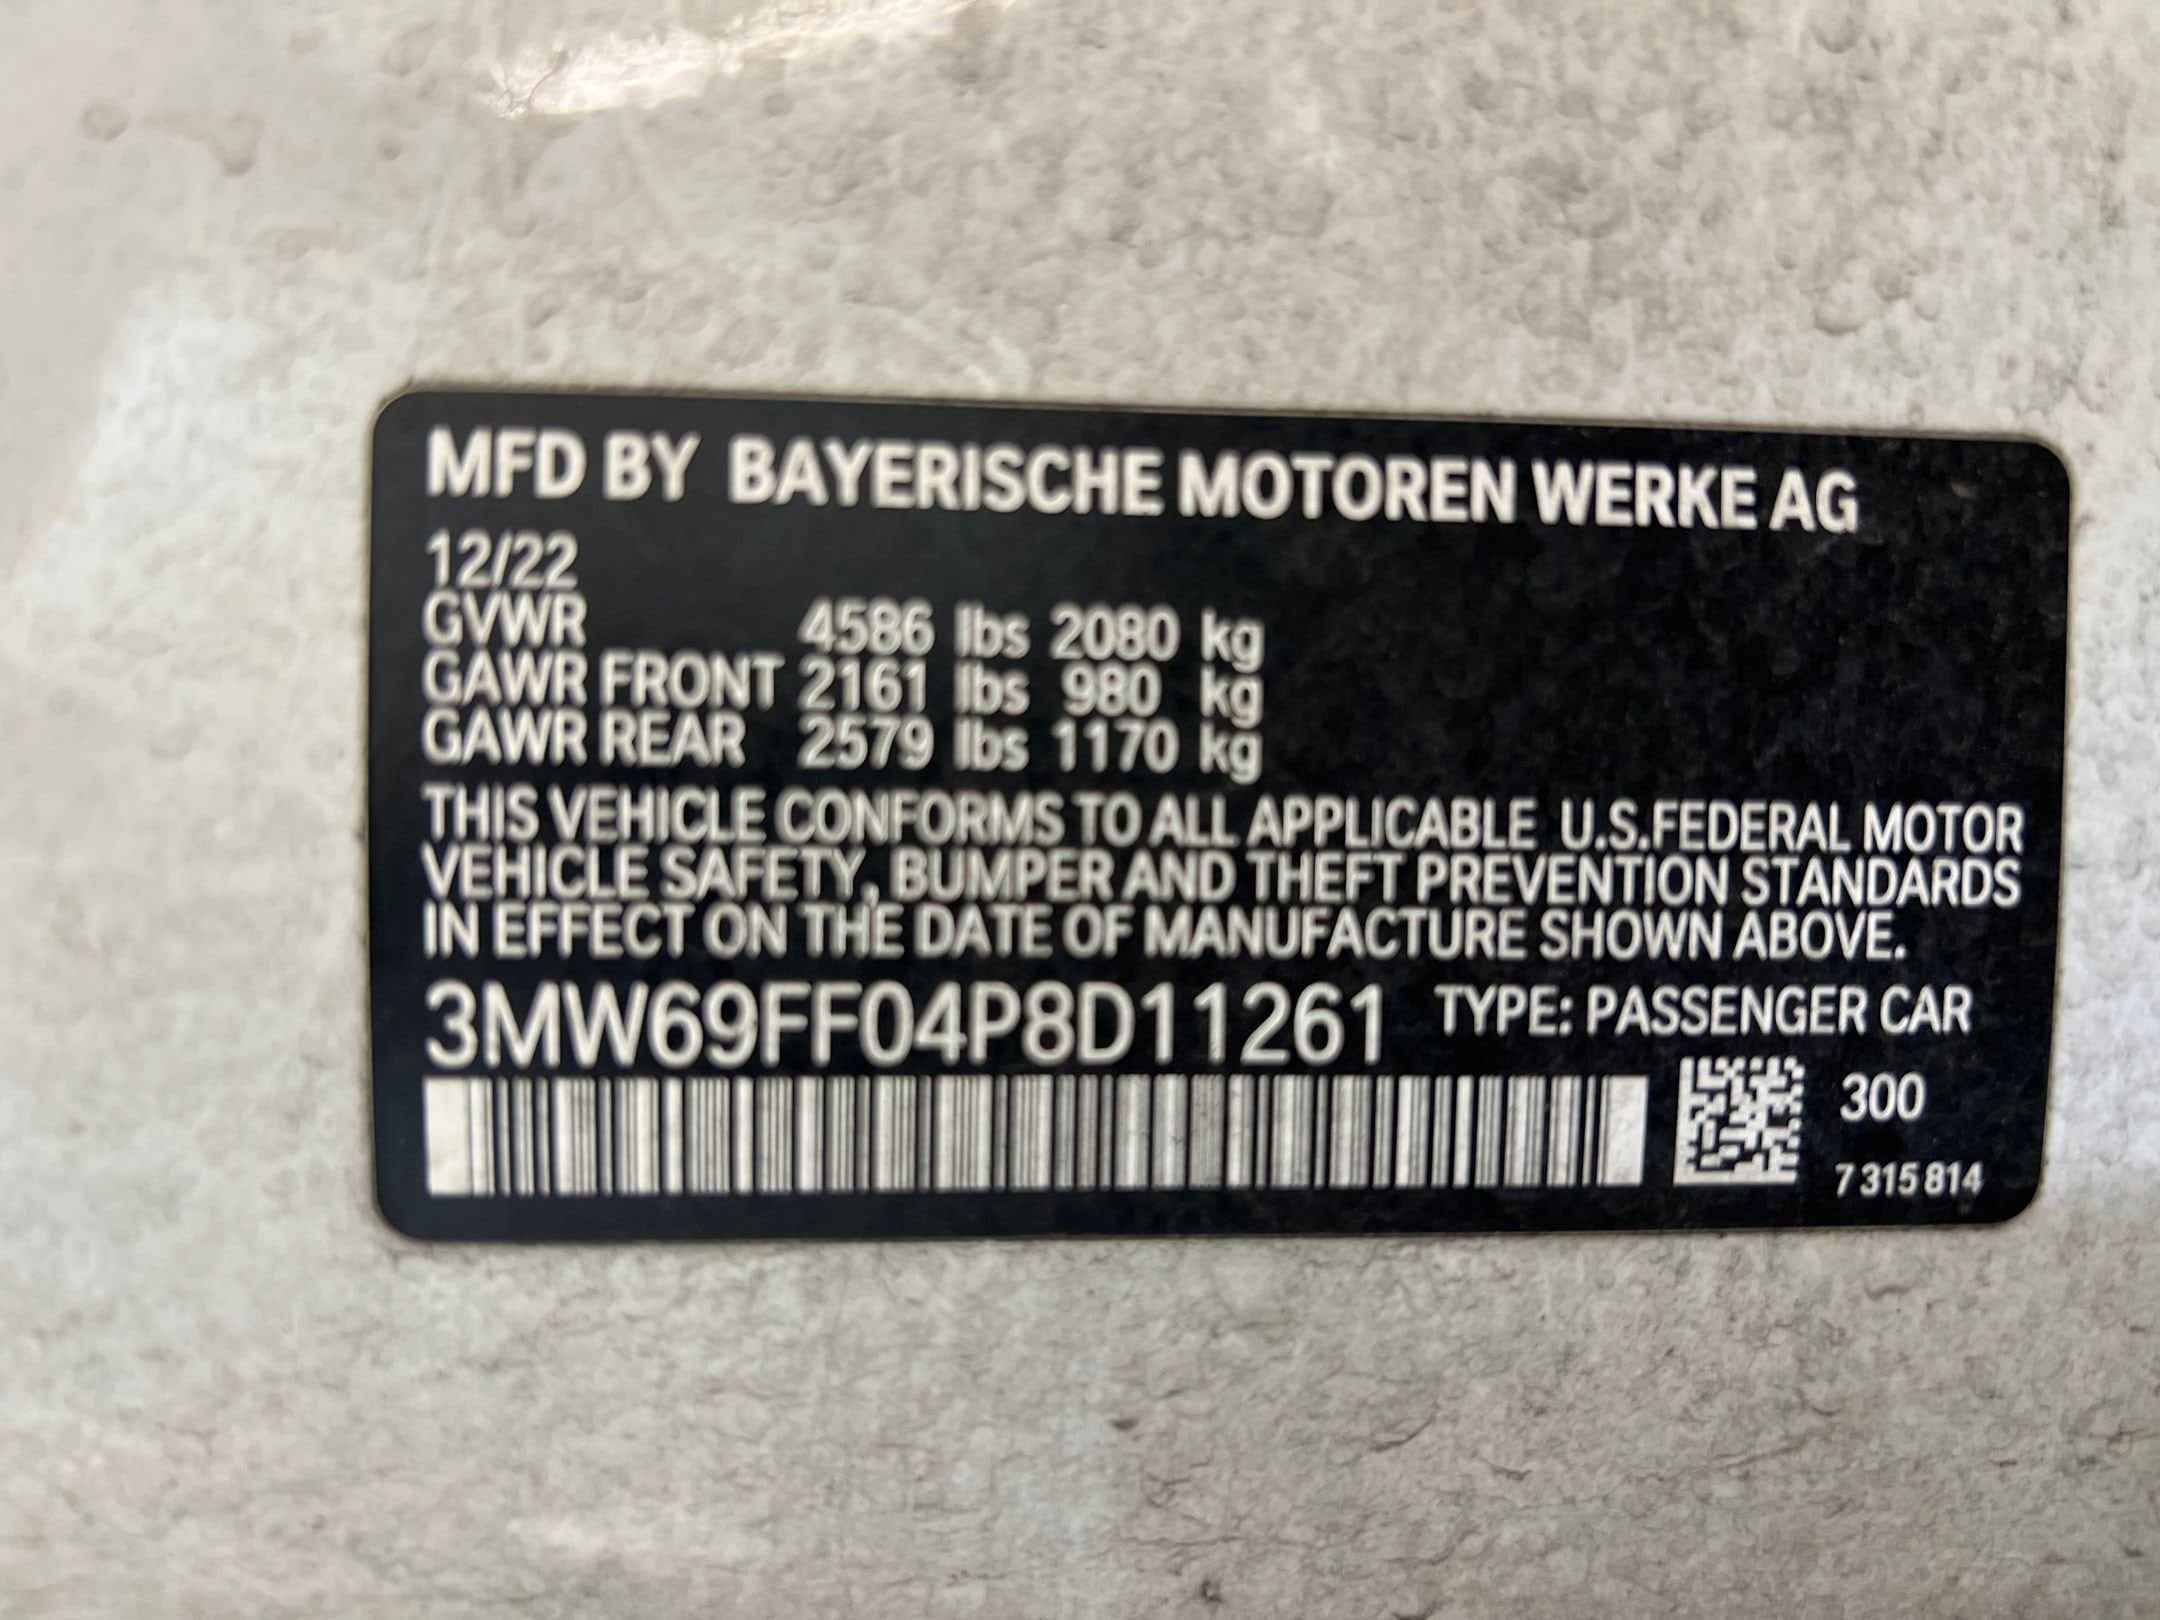 MFD BY BAYERISCHE MOTOREN WERKE AG
12/22
GVWR 4586 lbs 2080 kg
GAWR FRONT 2161 lbs 980 kg
GAWR REAR 2579 lbs 1170 kg
THIS VEHICLE CONFORMS TO ALL APPLICABLE U.S.FEDERAL MOTOR
VEHICLE SAFETY, BUMPER AND THEFT PREVENTION STANDARDS
IN EFFECT ON THE DATE OF MANUFACTURE SHOWN ABOVE.
3MW69FF04P8D11261 TYPE: PASSENGER CAR
300
7 315 814